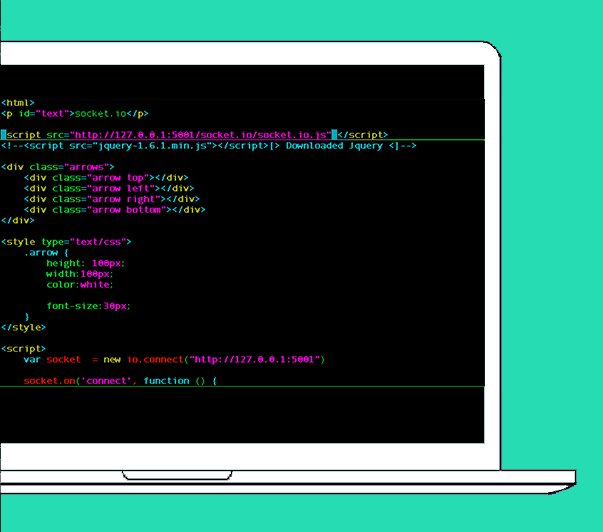 <html>
<p id="text">socket.io</p>
<script src="http://127.0.0.1:5001/socket.io/socket.io.js"></script>
<!--<script src="jquery-1.6.1.min.js"></script>[> Downloaded Jquery <]-->
<div class="arrows">
<div class="arrow top"></div>
<div class="arrow left"></div>
<div class="arrow right"></div>
<div class="arrow bottom"></div>
</div>
<style type="text/css">
.arrow {
height: 100px;
width:100px;
color:white;
font-size:30px;
}
</style>
<script>
var socket = new io.connect("http://127.0.0.1:5001")
socket.on('connect', function () {